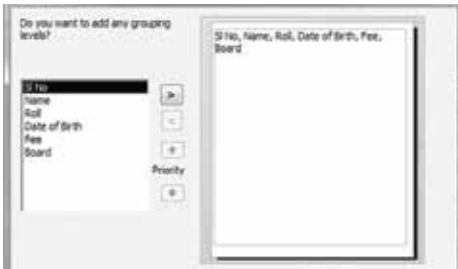 Do you want to add any grouping
levels?
Sl No
Name
Roll
Date of Birth
Fee
Board
>
<
Priority
Sl No, Name, Roll, Date of Birth, Fee,
Board